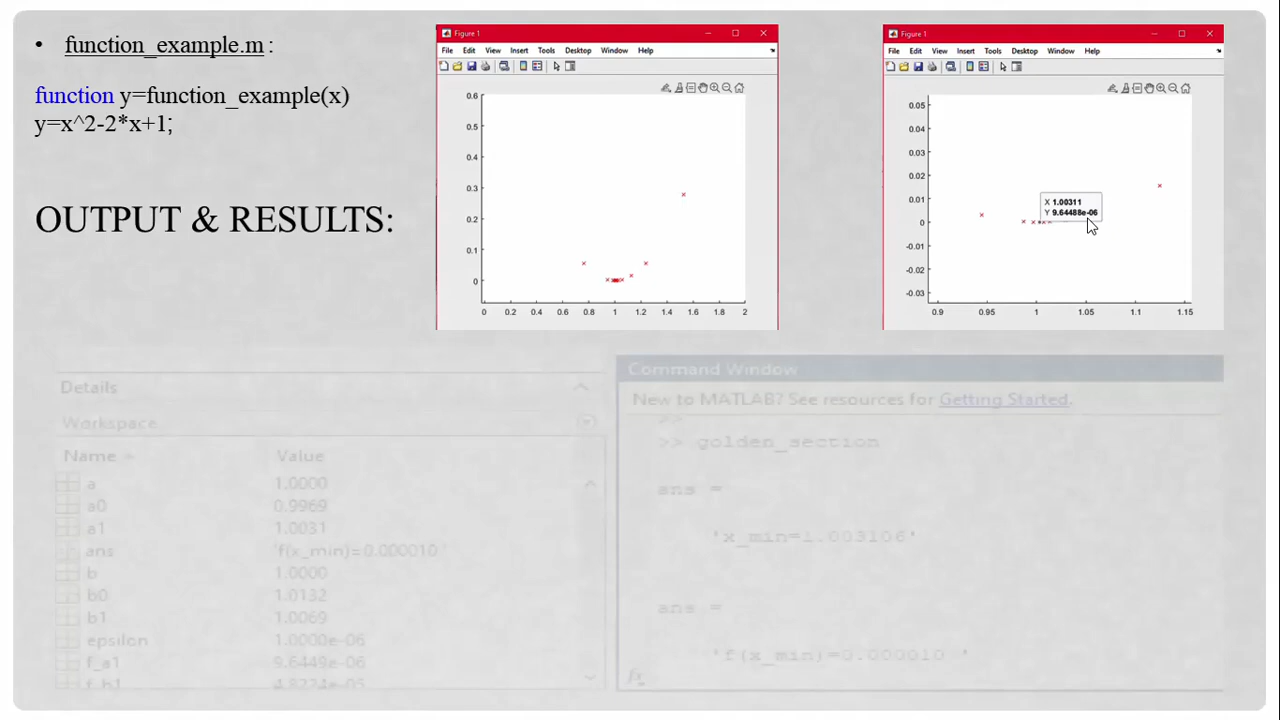 • function_example.m :
function y=function_example(x)
y=x^2-2*x+1;
OUTPUT & RESULTS:
Figure 1
File Edit View Insert Tools Desktop Window Help
0.6
0.5
0.4
0.3
0.2
0.1
0
0 0.2 0.4 0.6 0.8 1 1.2 1.4 1.6 1.8 2
Figure 1
File Edit View Insert Tools Desktop Window Help
0.05
0.04
0.03
0.02
0.01
0
-0.01
-0.02
-0.03
X 1.00311
Y 9.64488e-06
0.9 0.95 1 1.05 1.1 1.15
Details
Workspace
Name Value
a 1.0000
a0 0.9969
a1 1.0031
ans 'f(x_min)=0.000010 '
b 1.0000
b0 1.0132
b1 1.0069
epsilon 1.0000e-06
f_a1 9.6449e-06
f_b1 4.8224e-05
Command Window
New to MATLAB? See resources for Getting Started.
>>
>> golden_section
ans =
'x_min=1.003106'
ans =
'f(x_min)=0.000010 '
fx